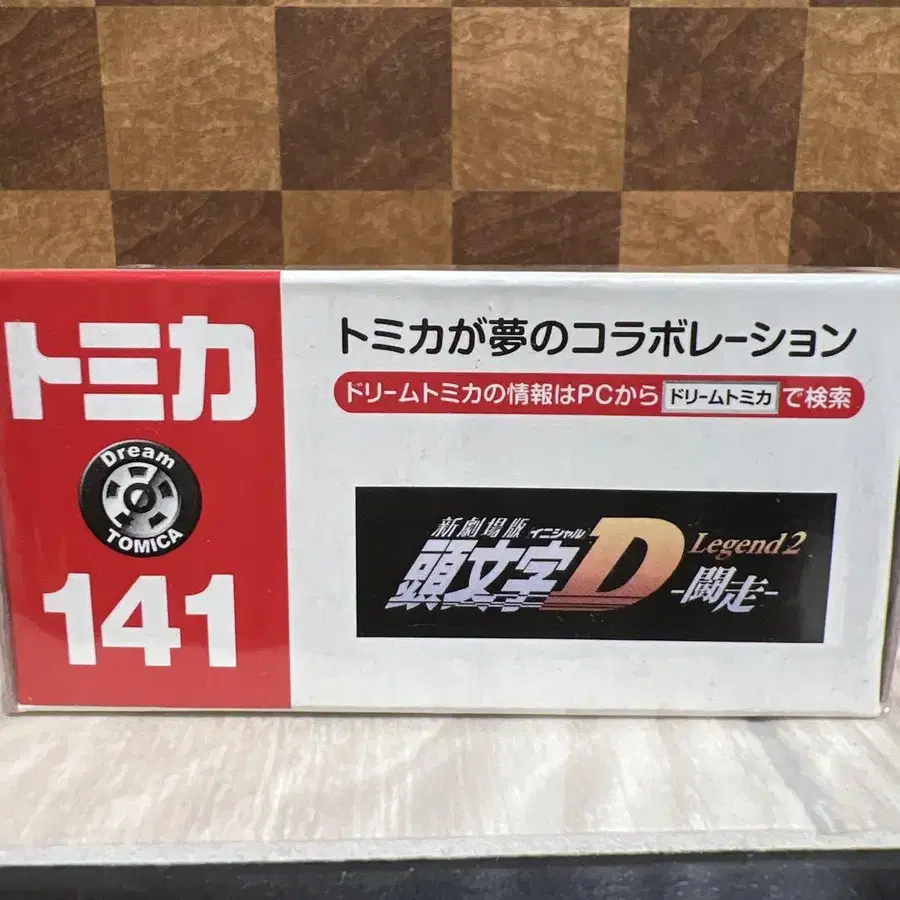 トミカ
Dream
TOMICA
141
トミカが夢のコラボレーション
ドリームトミカの情報はPCから ドリームトミカ で検索
新劇場版 イニシャル
頭文字D Legend2
-闘走-